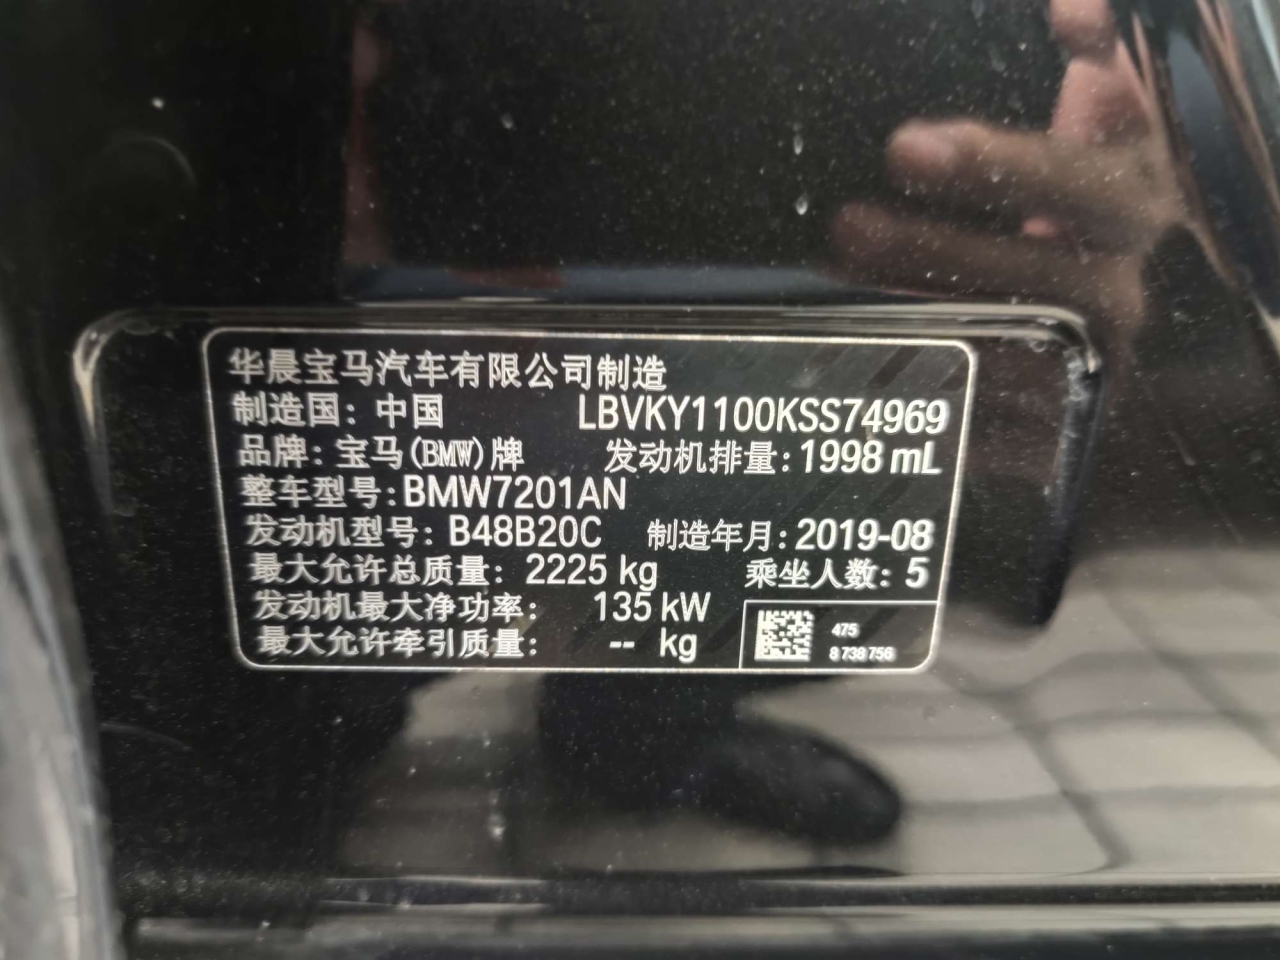 华晨宝马汽车有限公司制造
制造国：中国 LBVKY1100KSS74969
品牌：宝马(BMW)牌 发动机排量：1998 mL
整车型号：BMW7201AN
发动机型号：B48B20C 制造年月：2019-08
最大允许总质量：2225 kg 乘坐人数：5
发动机最大净功率：135 kW
最大允许牵引质量：-- kg
475
8 738 756